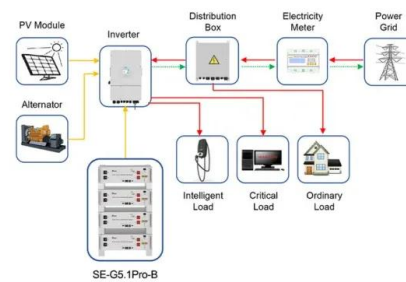 PV Module
Inverter
Distribution
Box
Electricity
Meter
Power
Grid
Alternator
Intelligent
Load
Critical
Load
Ordinary
Load
SE-G5.1Pro-B